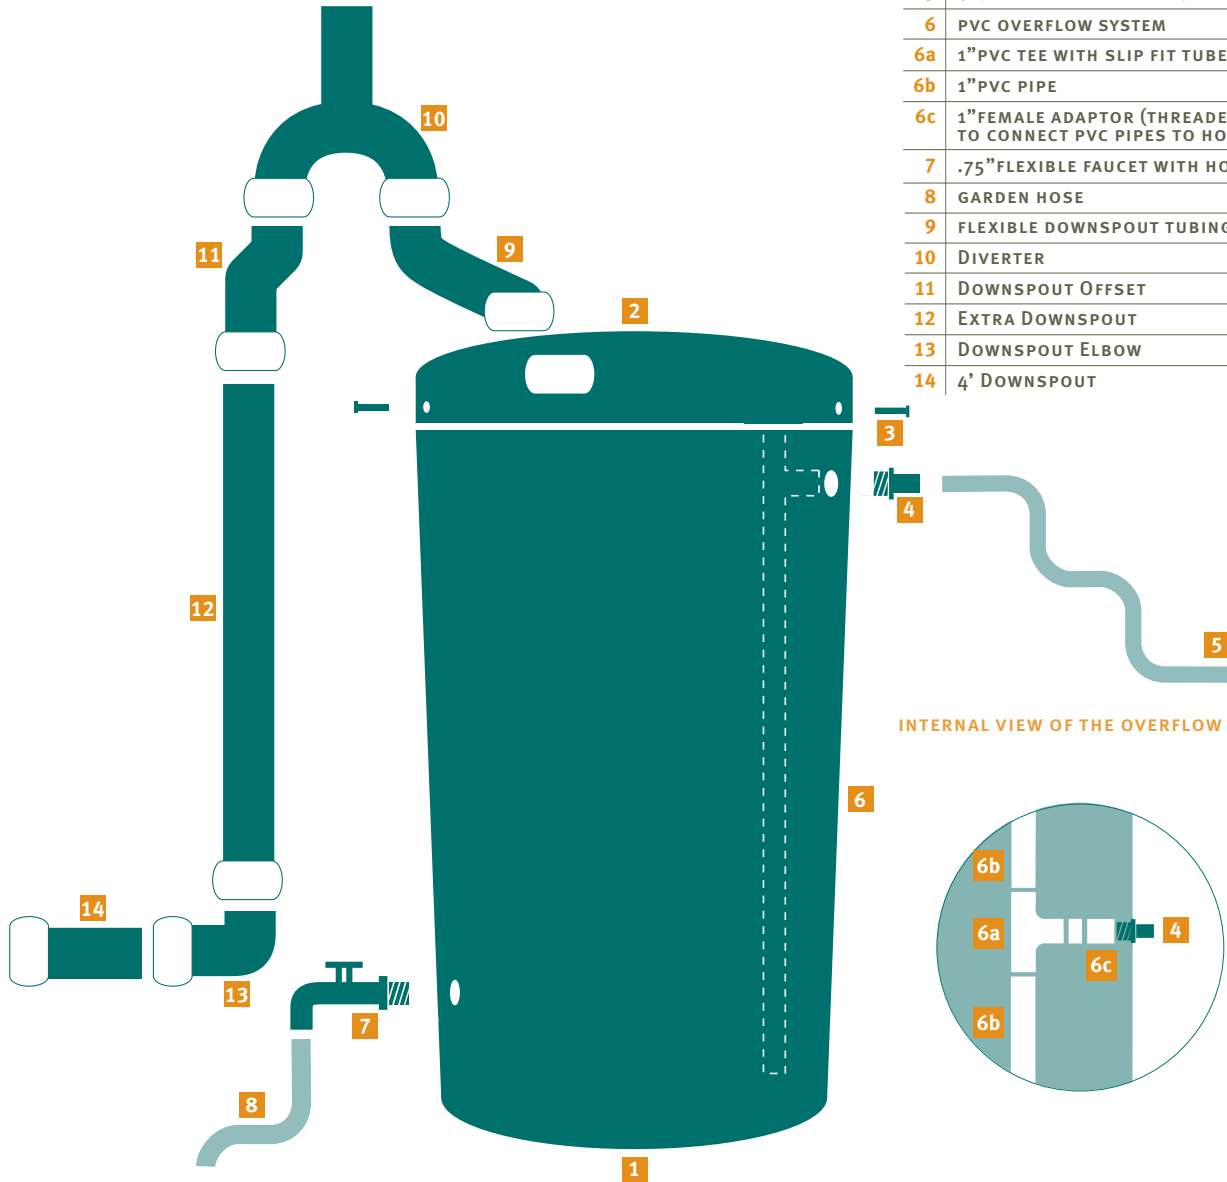 6 PVC OVERFLOW SYSTEM
6a 1”PVC TEE WITH SLIP FIT TUBE
6b 1”PVC PIPE
6c 1”FEMALE ADAPTOR (THREADE
TO CONNECT PVC PIPES TO HO
7 .75”FLEXIBLE FAUCET WITH HO
8 GARDEN HOSE
9 FLEXIBLE DOWNSPOUT TUBING
10 DIVERTER
11 DOWNSPOUT OFFSET
12 EXTRA DOWNSPOUT
13 DOWNSPOUT ELBOW
14 4’ DOWNSPOUT
10
11
9
2
3
4
12
5
INTERNAL VIEW OF THE OVERFLOW
6
6b
14
6a
4
6c
13
7
6b
8
1